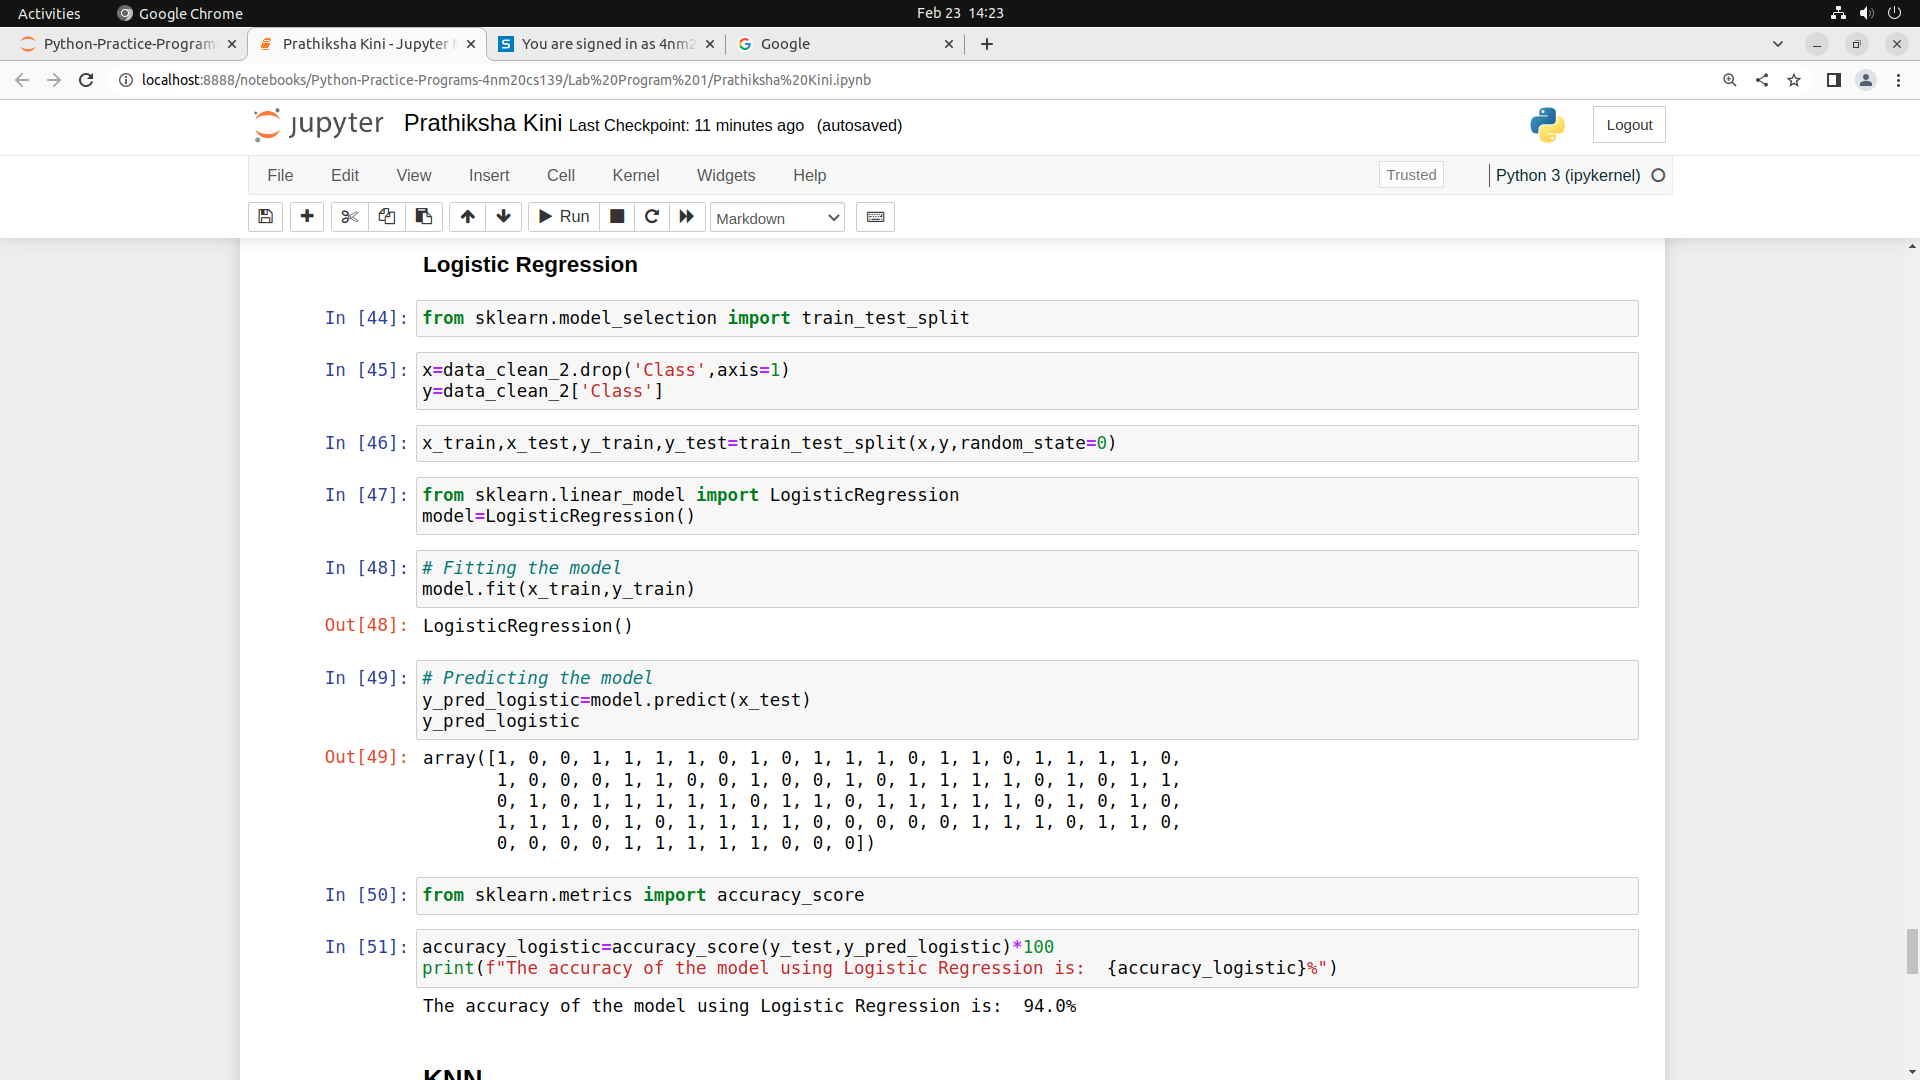 Activities
Google Chrome
Feb 23 14:23
Python-Practice-Program
Prathiksha Kini - Jupyter
You are signed in as 4nm2
Google
localhost:8888/notebooks/Python-Practice-Programs-4nm20cs139/Lab%20Program%201/Prathiksha%20Kini.ipynb
jupyter
Prathiksha Kini Last Checkpoint: 11 minutes ago (autosaved)
Logout
File Edit View Insert Cell Kernel Widgets Help
Trusted
Python 3 (ipykernel)
Run
Markdown
Logistic Regression
In [44]: from sklearn.model_selection import train_test_split
In [45]: x=data_clean_2.drop('Class',axis=1)
y=data_clean_2['Class']
In [46]: x_train,x_test,y_train,y_test=train_test_split(x,y,random_state=0)
In [47]: from sklearn.linear_model import LogisticRegression
model=LogisticRegression()
In [48]: # Fitting the model
model.fit(x_train,y_train)
Out[48]: LogisticRegression()
In [49]: # Predicting the model
y_pred_logistic=model.predict(x_test)
y_pred_logistic
Out[49]: array([1, 0, 0, 1, 1, 1, 1, 0, 1, 0, 1, 1, 1, 0, 1, 1, 0, 1, 1, 1, 1, 0,
1, 0, 0, 0, 1, 1, 0, 0, 1, 0, 0, 1, 0, 1, 1, 1, 1, 0, 1, 0, 1, 1,
0, 1, 0, 1, 1, 1, 1, 1, 0, 1, 1, 0, 1, 1, 1, 1, 1, 0, 1, 0, 1, 0,
1, 1, 1, 0, 1, 0, 1, 1, 1, 1, 0, 0, 0, 0, 0, 1, 1, 1, 0, 1, 1, 0,
0, 0, 0, 0, 1, 1, 1, 1, 1, 0, 0, 0])
In [50]: from sklearn.metrics import accuracy_score
In [51]: accuracy_logistic=accuracy_score(y_test,y_pred_logistic)*100
print(f"The accuracy of the model using Logistic Regression is:  {accuracy_logistic}%")
The accuracy of the model using Logistic Regression is:  94.0%
KNN